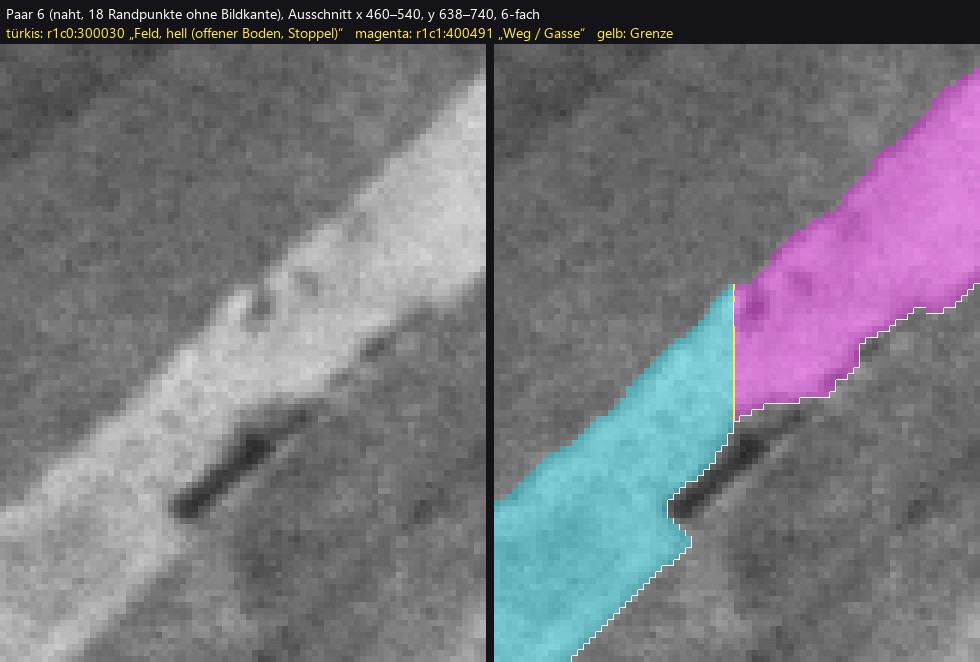 Paar 6 (naht, 18 Randpunkte ohne Bildkante), Ausschnitt x 460–540, y 638–740, 6-fach
türkis: r1c0:300030 „Feld, hell (offener Boden, Stoppel)“ magenta: r1c1:400491 „Weg / Gasse“ gelb: Grenze